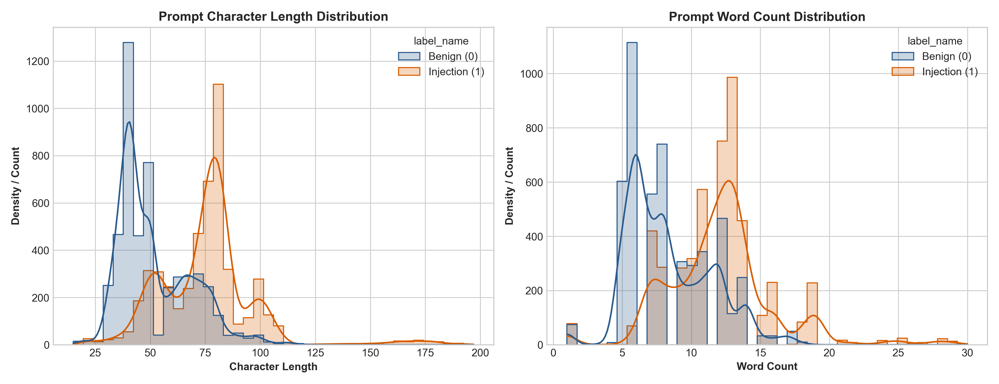 Prompt Character Length Distribution
Density / Count
1200
1000
800
600
400
200
0
25 50 75 100 125 150 175 200
Character Length
label_name
Benign (0)
Injection (1)
Prompt Word Count Distribution
Density / Count
1000
800
600
400
200
0
0 5 10 15 20 25 30
Word Count
label_name
Benign (0)
Injection (1)